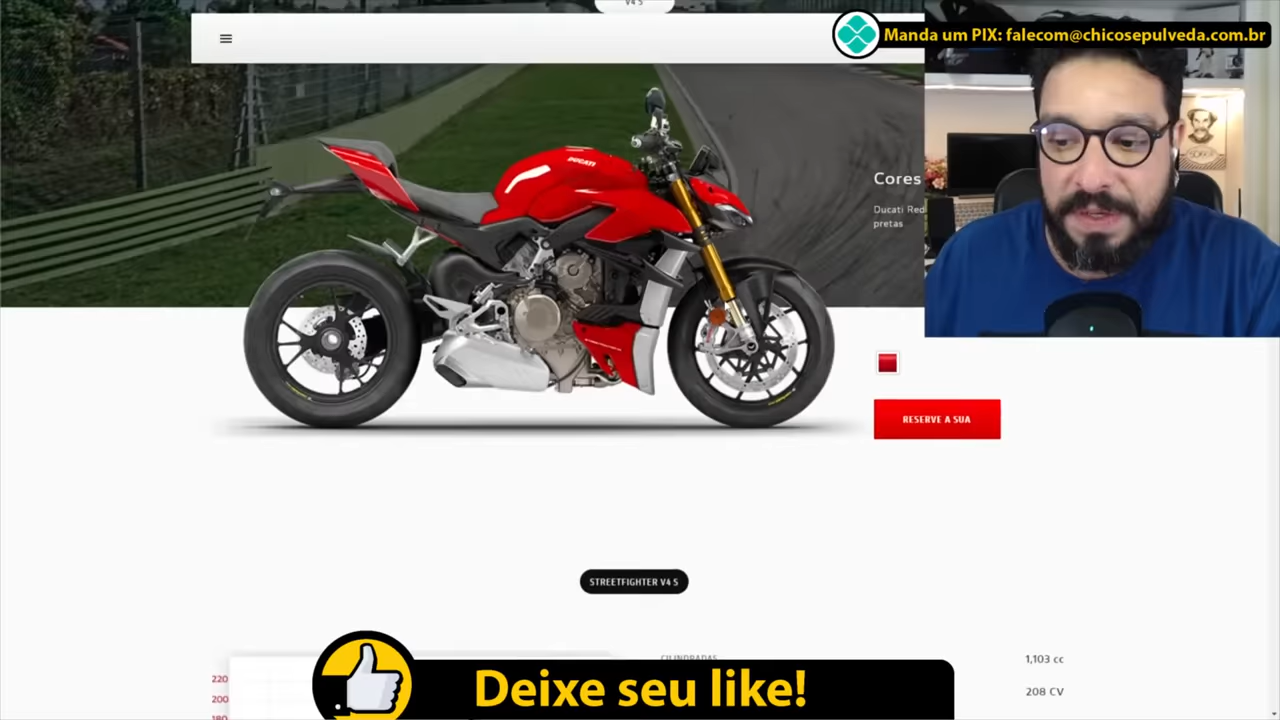 V4 S
Manda um PIX: falecom@chicosepulveda.com.br
DUCATI
Cores
Ducati Red
pretas
RESERVE A SUA
STREETFIGHTER V4 S
CILINDRADAS
1,103 cc
220
208 CV
200
180
Deixe seu like!